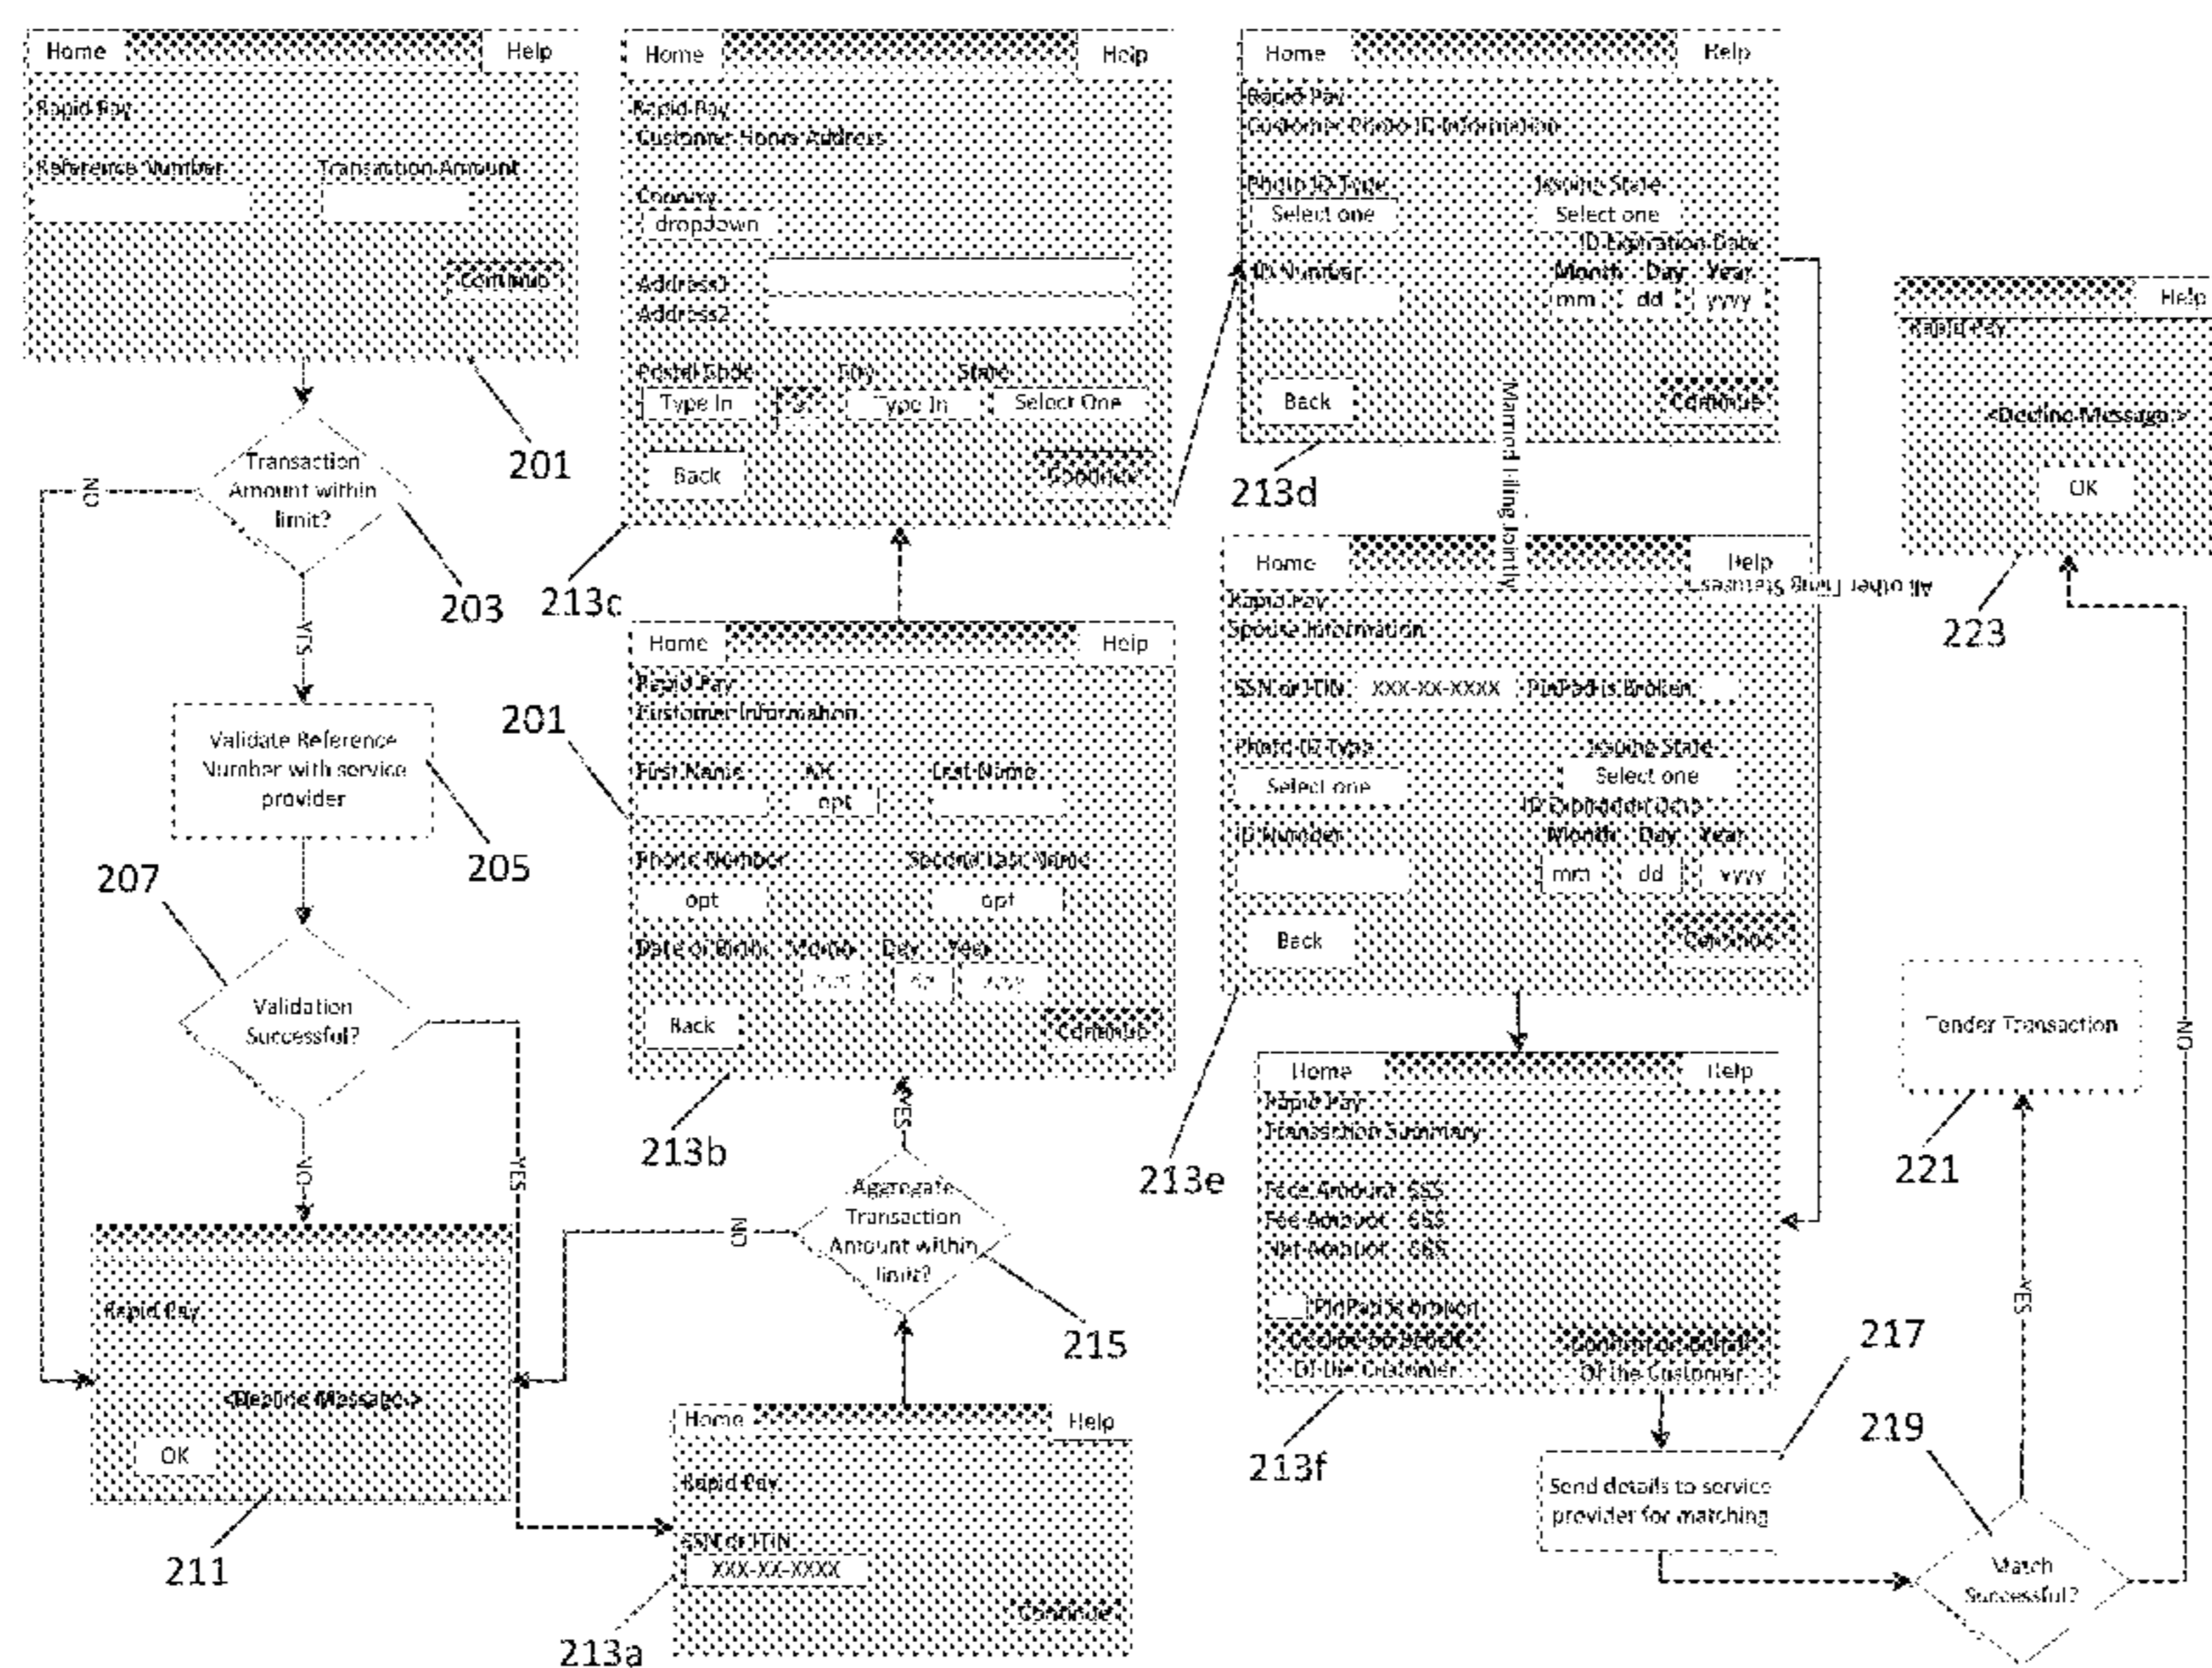 Home
Help
Rapid Pay
Reference Number
Transaction Amount
Continue
201
Transaction
Amount within
limit?
203
NO
YES
Validate Reference
Number with service
provider
205
207
Validation
Successful?
NO
YES
Rapid Pay
<Decline Message>
OK
211
Home
Help
Rapid Pay
Customer Home Address
Country
dropdown
Address1
Address2
Postal Code
City
State
Type In
Type In
Select One
Back
Continue
213c
Home
Help
Rapid Pay
Customer Information
201
First Name
Last Name
opt
Phone Number
Second Last Name
opt
opt
Date of Birth
Month
Day
Year
mm
dd
yyyy
Back
Continue
213b
YES
Aggregate
Transaction
Amount within
limit?
NO
215
Home
Help
Rapid Pay
SSN or ITIN
XXX-XX-XXXX
Continue
213a
Home
Help
Rapid Pay
Customer Photo ID Information
Photo ID Type
Issuing State
Select one
Select one
ID Expiration Date
ID Number
Month
Day
Year
mm
dd
yyyy
Back
Continue
213d
Married Filing Jointly
All other Filing Statuses
Home
Help
Rapid Pay
Spouse Information
SSN or ITIN
XXX-XX-XXXX
PinPad is Broken
Photo ID Type
Issuing State
Select one
Select one
ID Expiration Date
ID Number
Month
Day
Year
mm
dd
yyyy
Back
Continue
213e
Home
Help
Rapid Pay
Transaction Summary
Face Amount $$$
Fee Amount $$$
Net Amount $$$
PinPad is broken
Decline on Behalf
Of the Customer
Confirm on Behalf
Of the Customer
213f
217
Send details to service
provider for matching
219
Match
Successful?
YES
NO
Tender Transaction
221
Help
Rapid Pay
<Decline Message>
OK
223